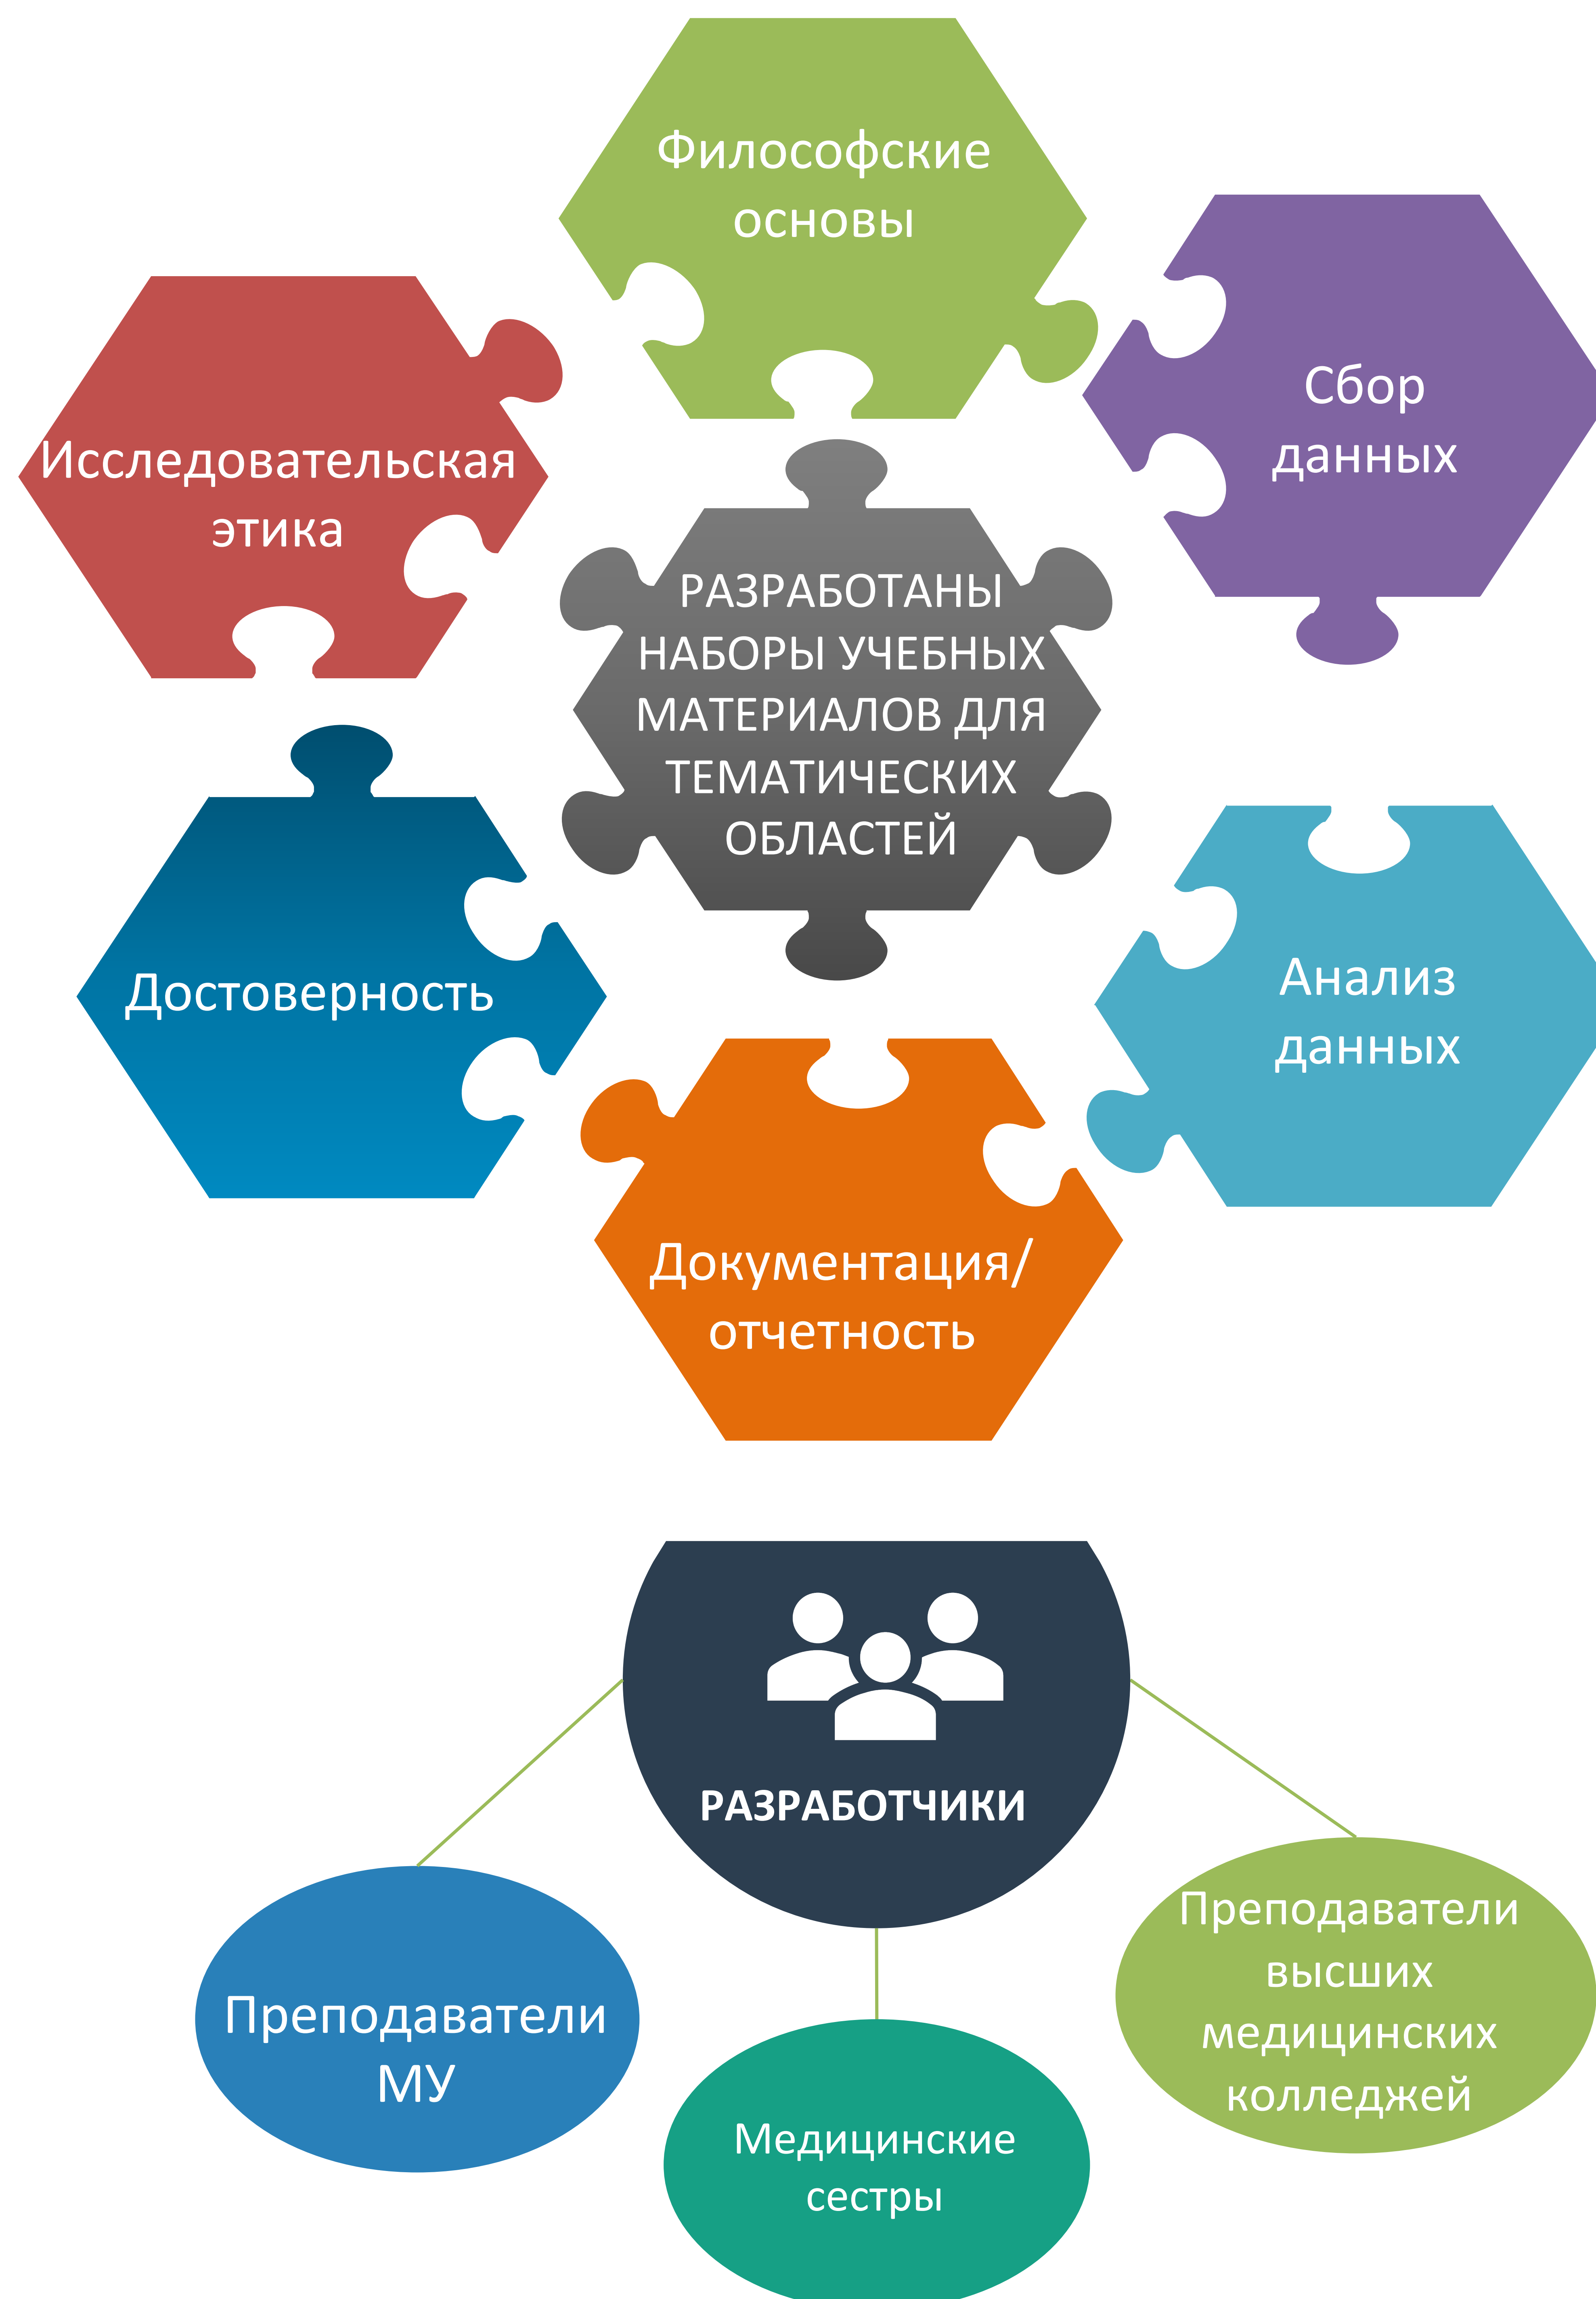 Философские
основы
Сбор
данных
Исследовательская
этика
РАЗРАБОТАНЫ
НАБОРЫ УЧЕБНЫХ
МАТЕРИАЛОВ ДЛЯ
ТЕМАТИЧЕСКИХ
ОБЛАСТЕЙ
Достоверность
Анализ
данных
Документация/
отчетность
РАЗРАБОТЧИКИ
Преподаватели
МУ
Медицинские
сестры
Преподаватели
высших
медицинских
колледжей